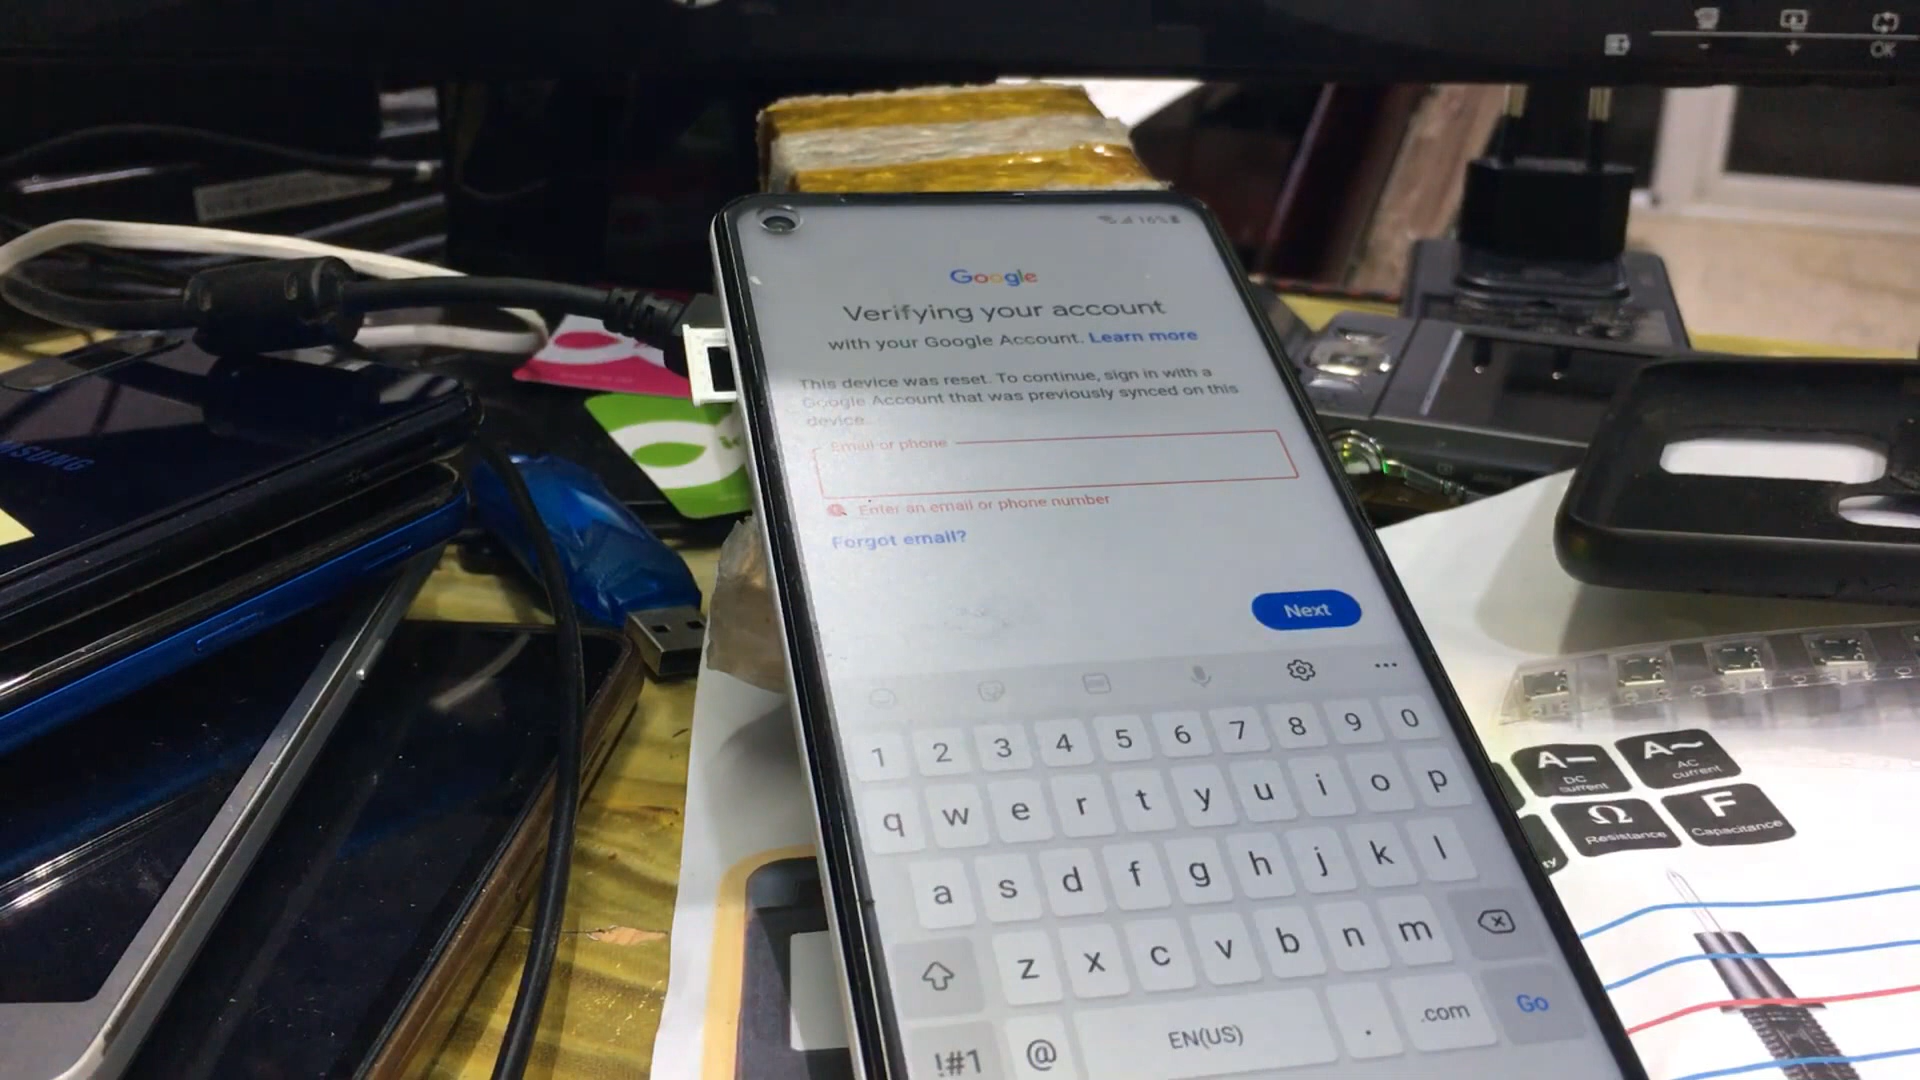 - + OK
16%
Google
Verifying your account
with your Google Account. Learn more
This device was reset. To continue, sign in with a
Google Account that was previously synced on this
device.
Email or phone
Enter an email or phone number
Forgot email?
Next
1 2 3 4 5 6 7 8 9 0
q w e r t y u i o p
a s d f g h j k l
z x c v b n m
!#1 @ EN(US) . .com Go
A-
DC
current
A~
AC
current
Ω
Resistance
F
Capacitance